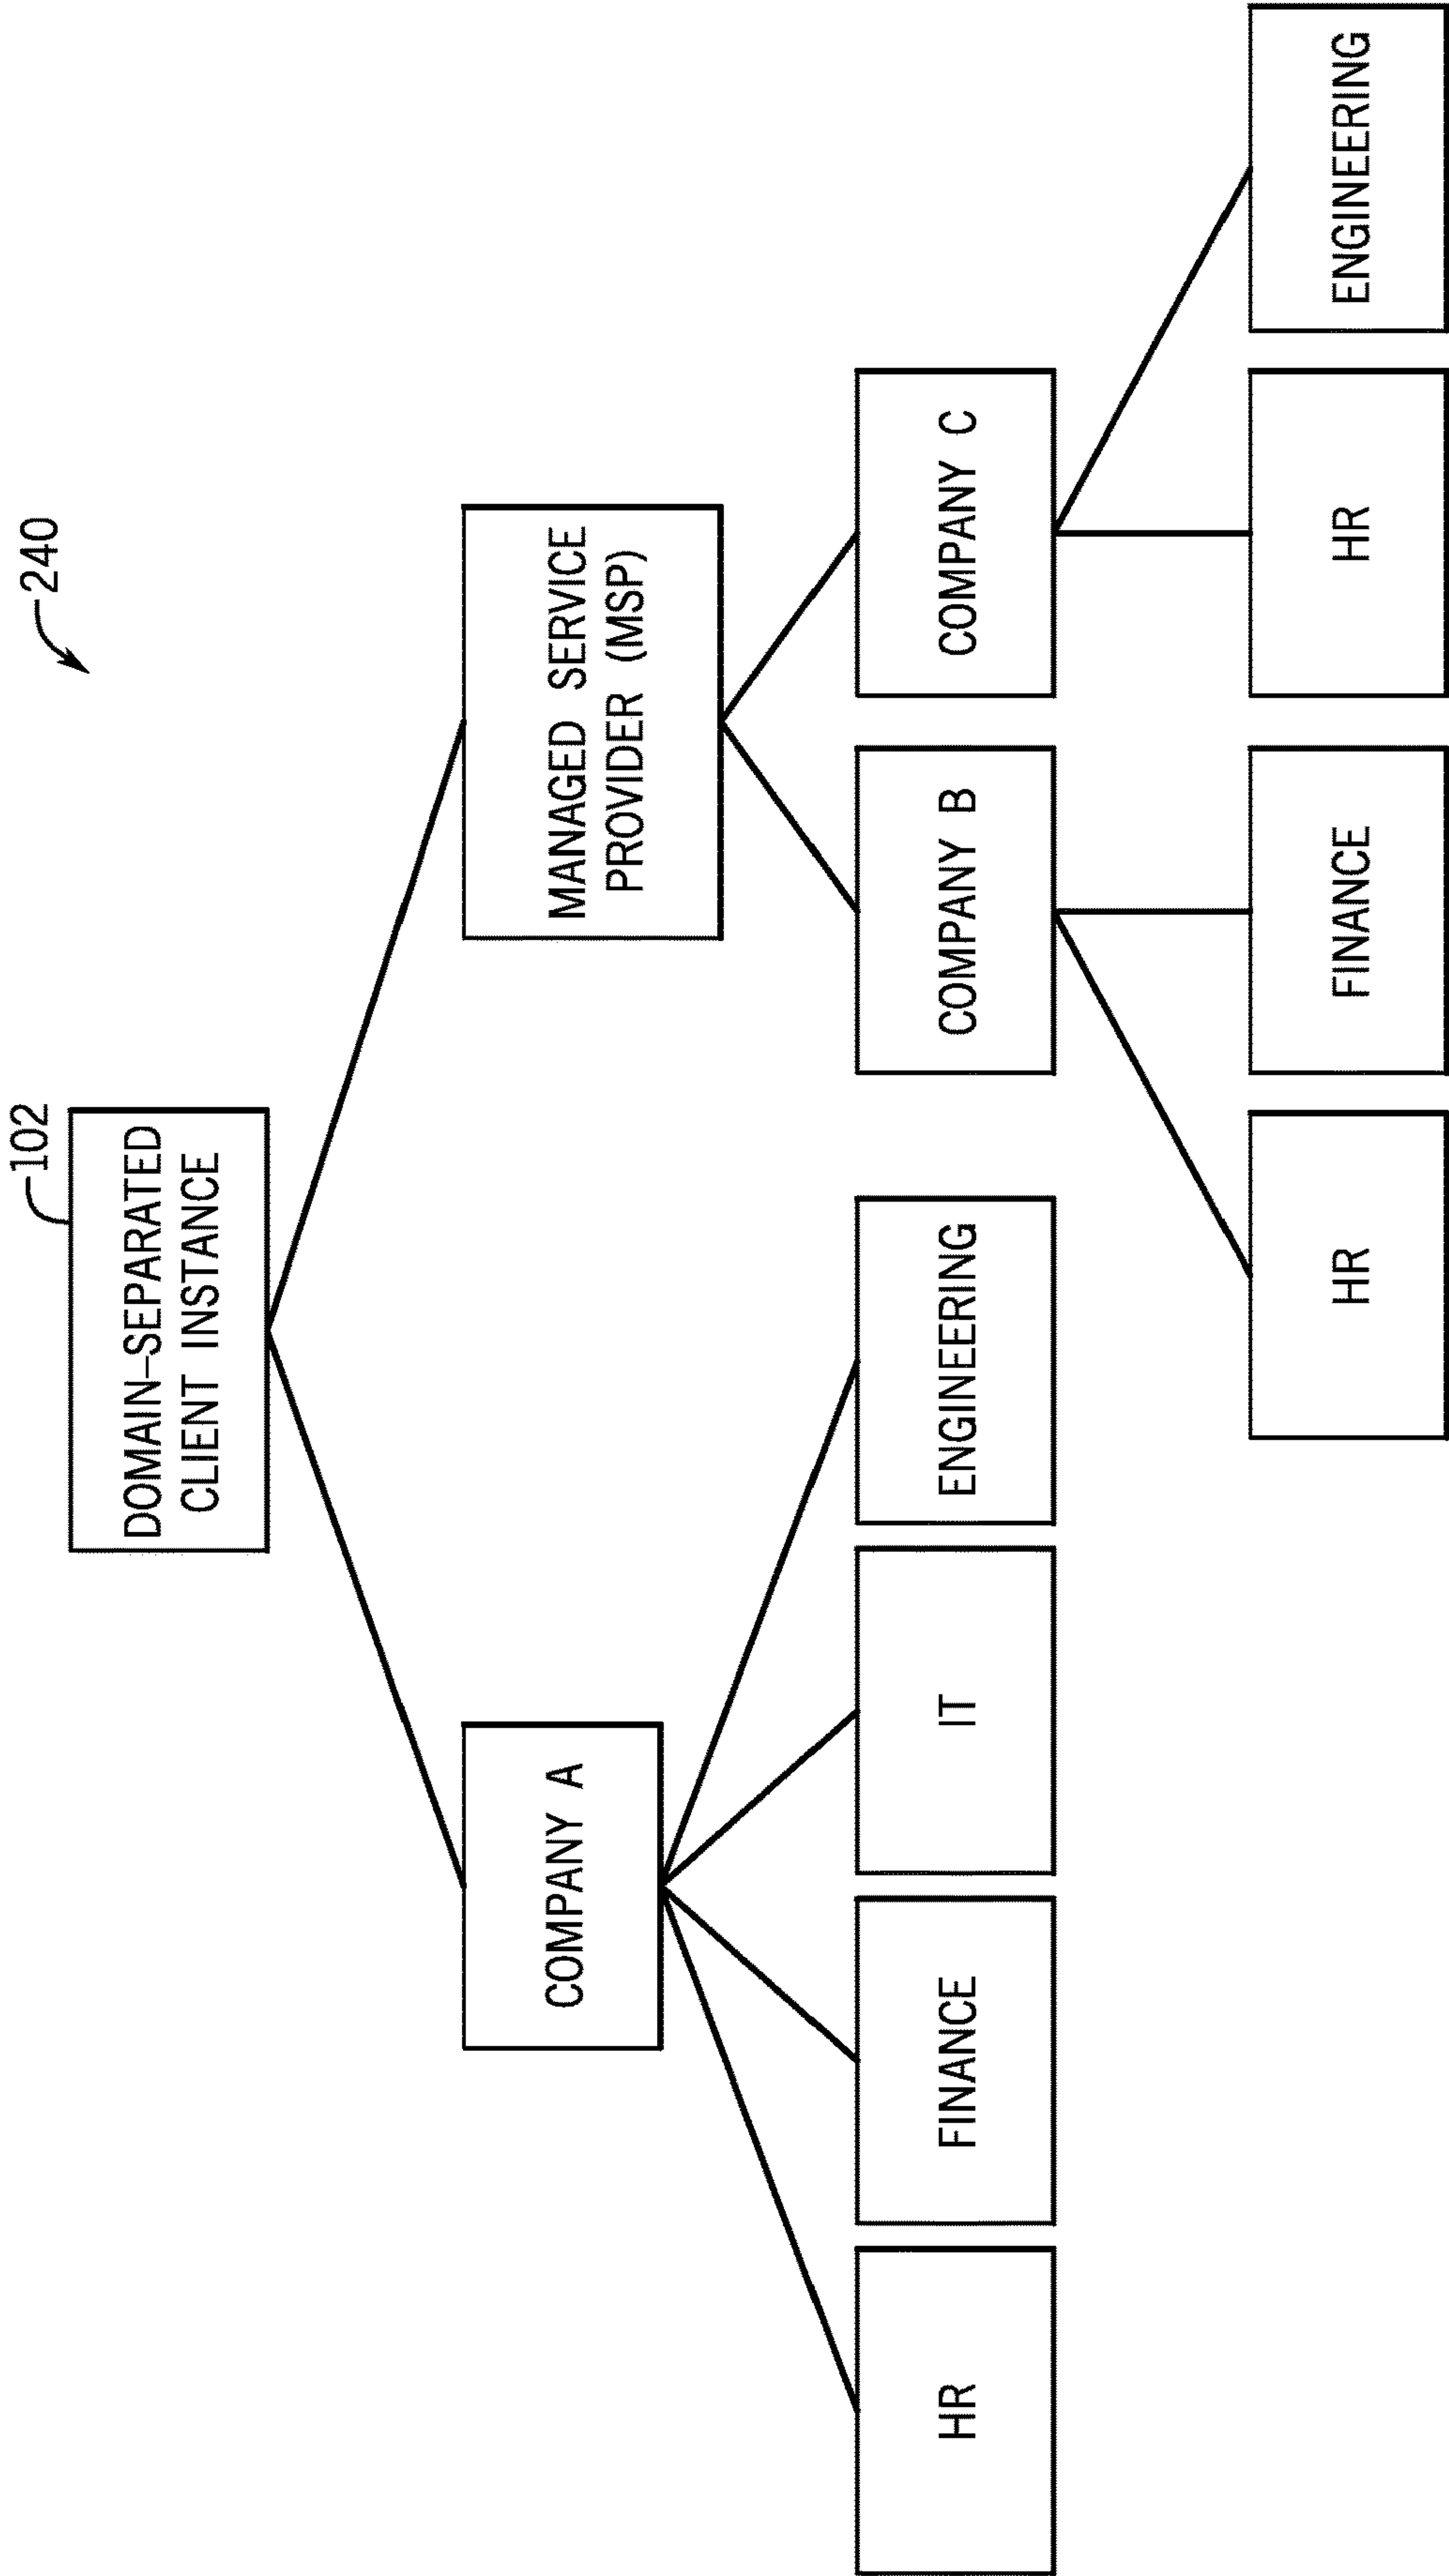 240
102
DOMAIN-SEPARATED
CLIENT INSTANCE
COMPANY A
MANAGED SERVICE
PROVIDER (MSP)
HR
FINANCE
IT
ENGINEERING
COMPANY B
COMPANY C
HR
FINANCE
HR
ENGINEERING